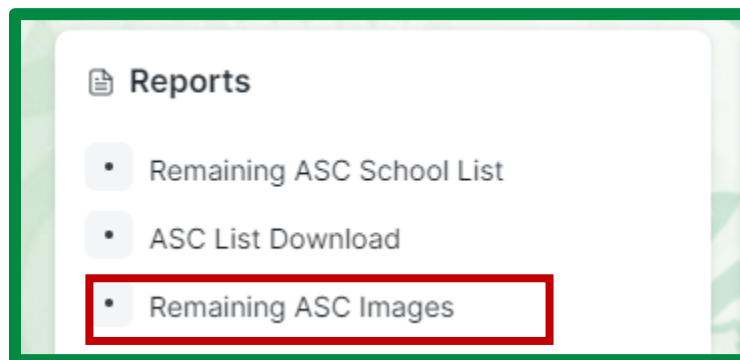 Reports
Remaining ASC School List
ASC List Download
Remaining ASC Images